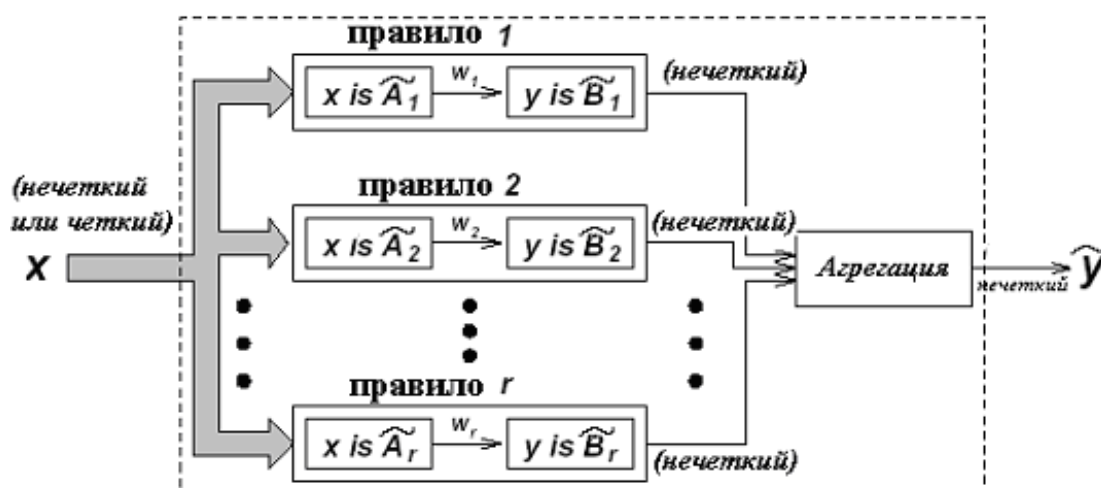 правило 1
x is Ã₁ w₁ y is B̃₁ (нечеткий)
(нечеткий
или четкий)
x
правило 2
x is Ã₂ w₂ y is B̃₂ (нечеткий)
Агрегация нечеткий ŷ
правило r
x is Ãᵣ wᵣ y is B̃ᵣ (нечеткий)